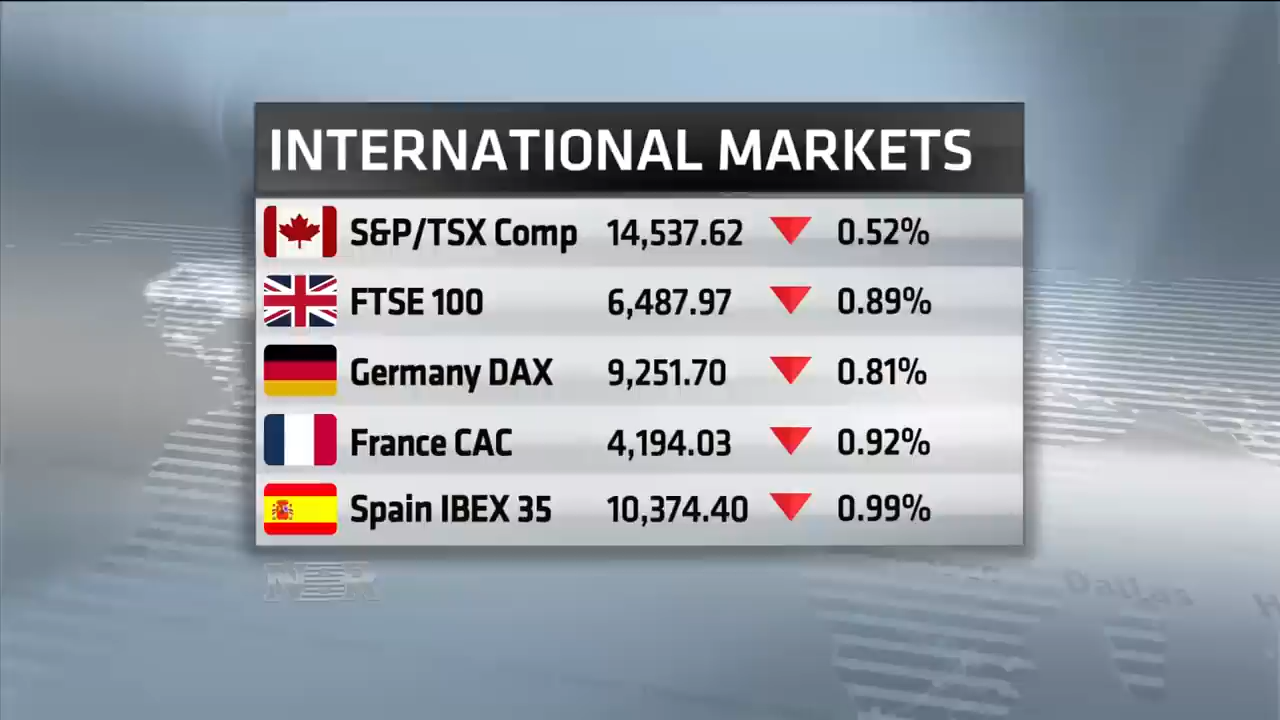 INTERNATIONAL MARKETS
S&P/TSX Comp 14,537.62 0.52%
FTSE 100 6,487.97 0.89%
Germany DAX 9,251.70 0.81%
France CAC 4,194.03 0.92%
Spain IBEX 35 10,374.40 0.99%
NBR
Dallas